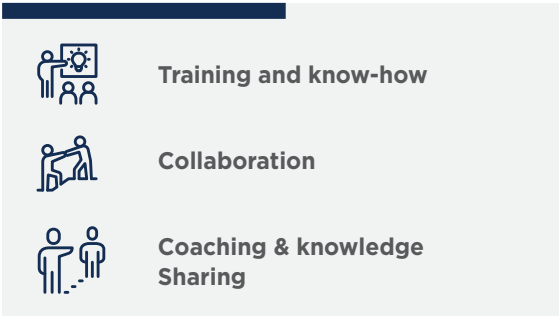 Training and know-how
Collaboration
Coaching & knowledge
Sharing